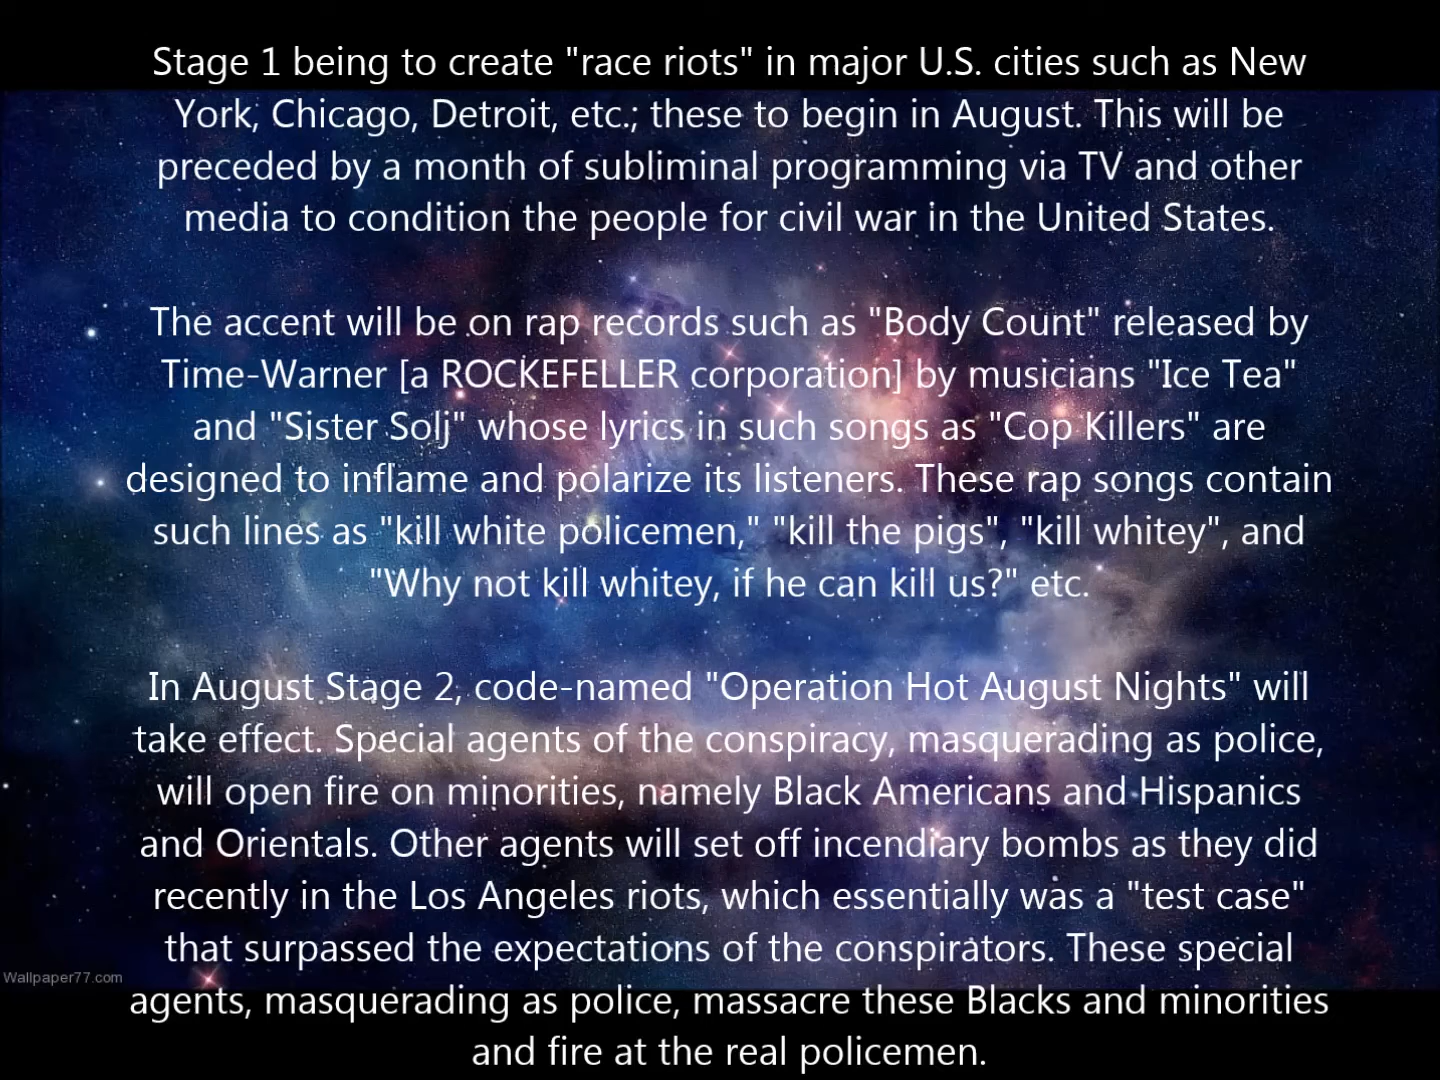 Stage 1 being to create "race riots" in major U.S. cities such as New
York, Chicago, Detroit, etc.; these to begin in August. This will be
preceded by a month of subliminal programming via TV and other
media to condition the people for civil war in the United States.
The accent will be on rap records such as "Body Count" released by
Time-Warner [a ROCKEFELLER corporation] by musicians "Ice Tea"
and "Sister Solj" whose lyrics in such songs as "Cop Killers" are
designed to inflame and polarize its listeners. These rap songs contain
such lines as "kill white policemen," "kill the pigs", "kill whitey", and
"Why not kill whitey, if he can kill us?" etc.
In August Stage 2, code-named "Operation Hot August Nights" will
take effect. Special agents of the conspiracy, masquerading as police,
will open fire on minorities, namely Black Americans and Hispanics
and Orientals. Other agents will set off incendiary bombs as they did
recently in the Los Angeles riots, which essentially was a "test case"
that surpassed the expectations of the conspirators. These special
Wallpaper77.com
agents, masquerading as police, massacre these Blacks and minorities
and fire at the real policemen.